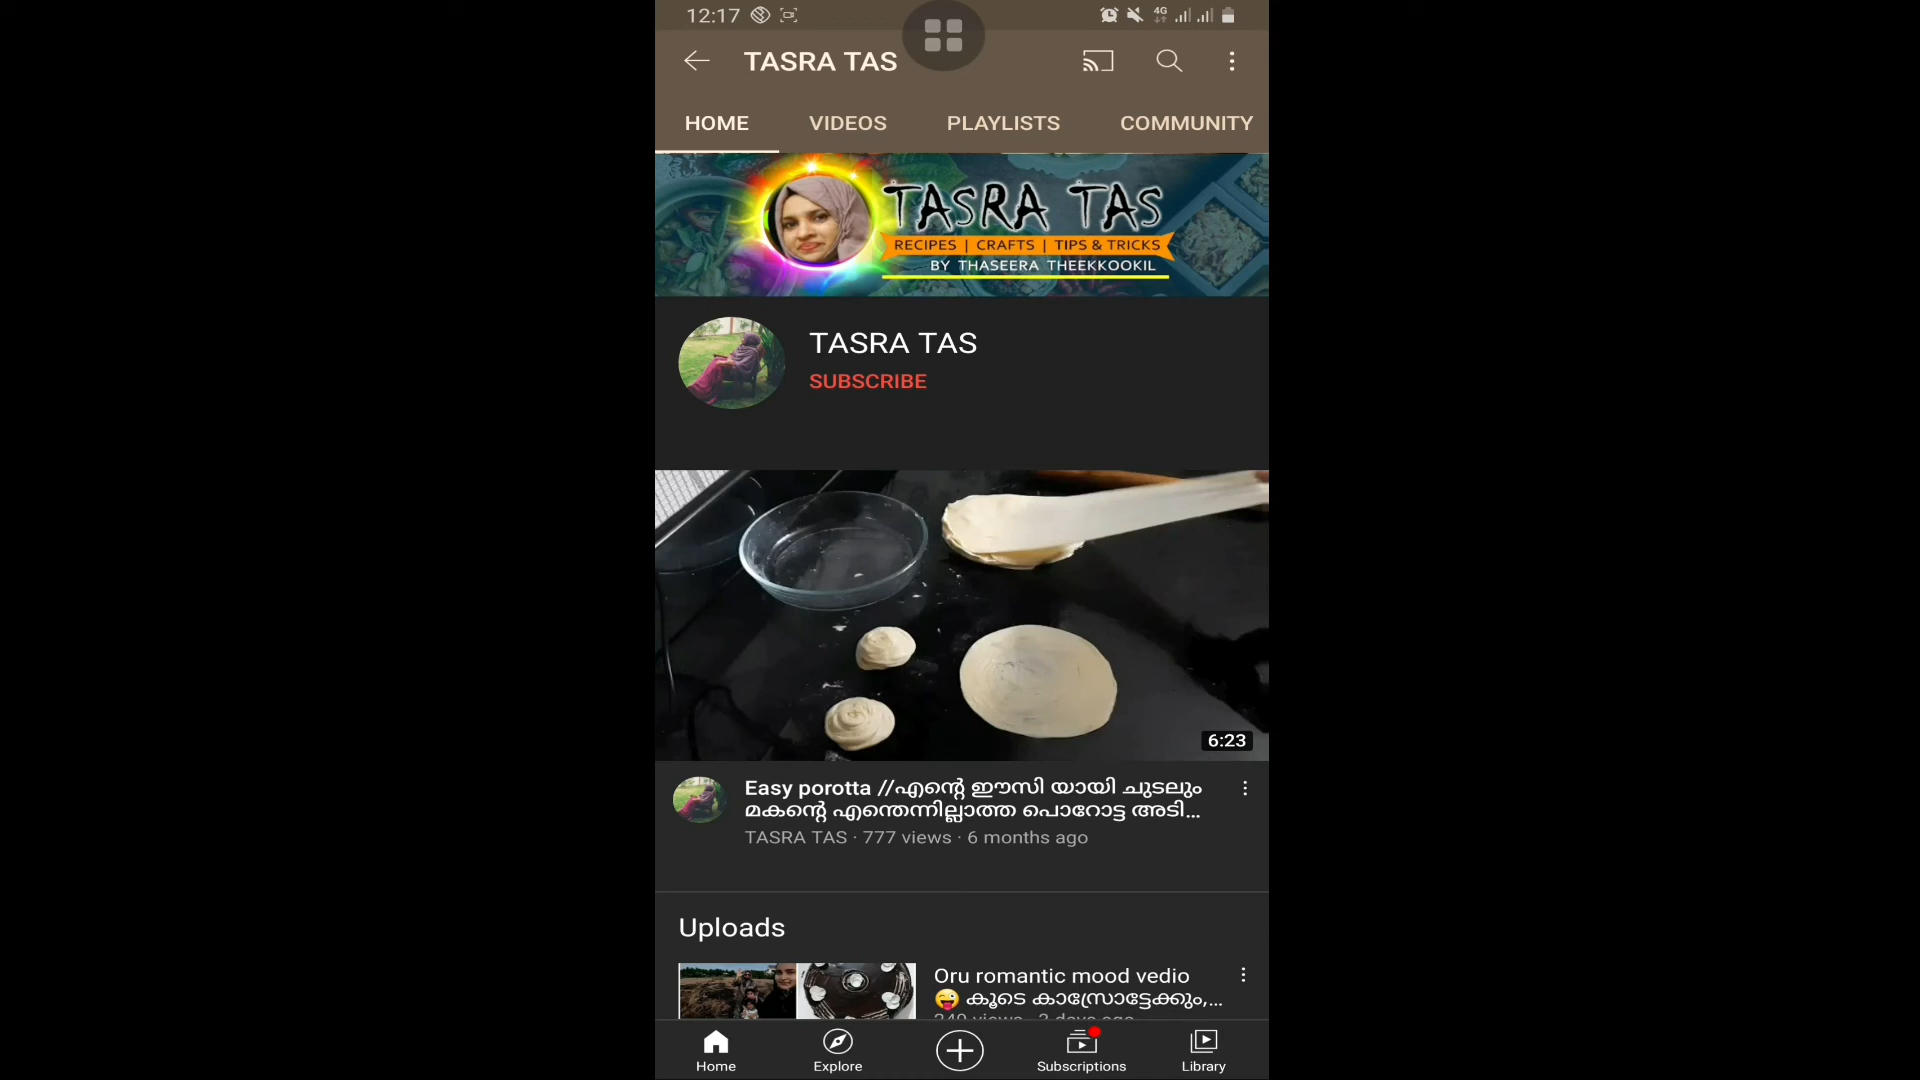 12:17
4G
TASRA TAS
HOME VIDEOS PLAYLISTS COMMUNITY
TASRA TAS
RECIPES | CRAFTS | TIPS & TRICKS
BY THASEERA THEEKKOOKIL
TASRA TAS
SUBSCRIBE
6:23
Easy porotta //എന്റെ ഈസി യായി ചുടലും
മകന്റെ എന്തെന്നില്ലാത്ത പൊറോട്ട അടി...
TASRA TAS · 777 views · 6 months ago
Uploads
Oru romantic mood vedio
😜 കൂടെ കാസ്രോട്ടേക്കും,...
Home Explore Subscriptions Library